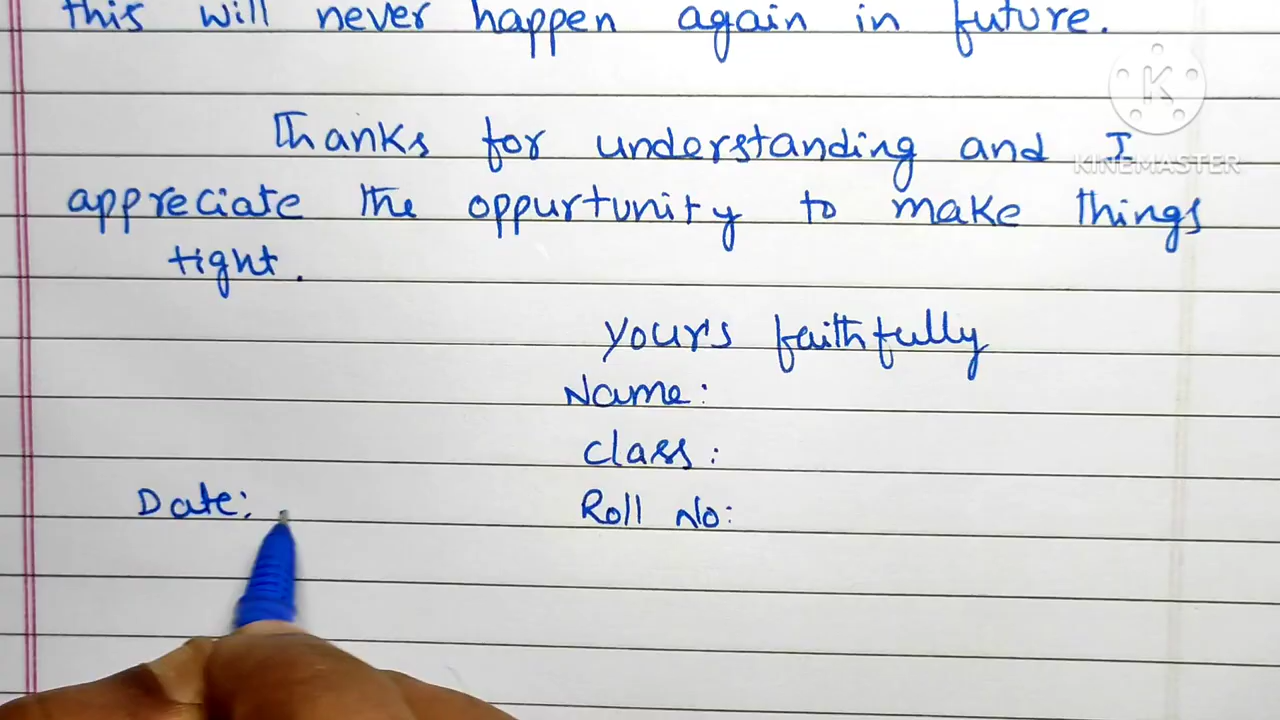 this will never happen again in future.
Thanks for understanding and I
appreciate the oppurtunity to make things
tight.
your's faithfully
Name:
class:
Date:
Roll No:
K
KINEMASTER